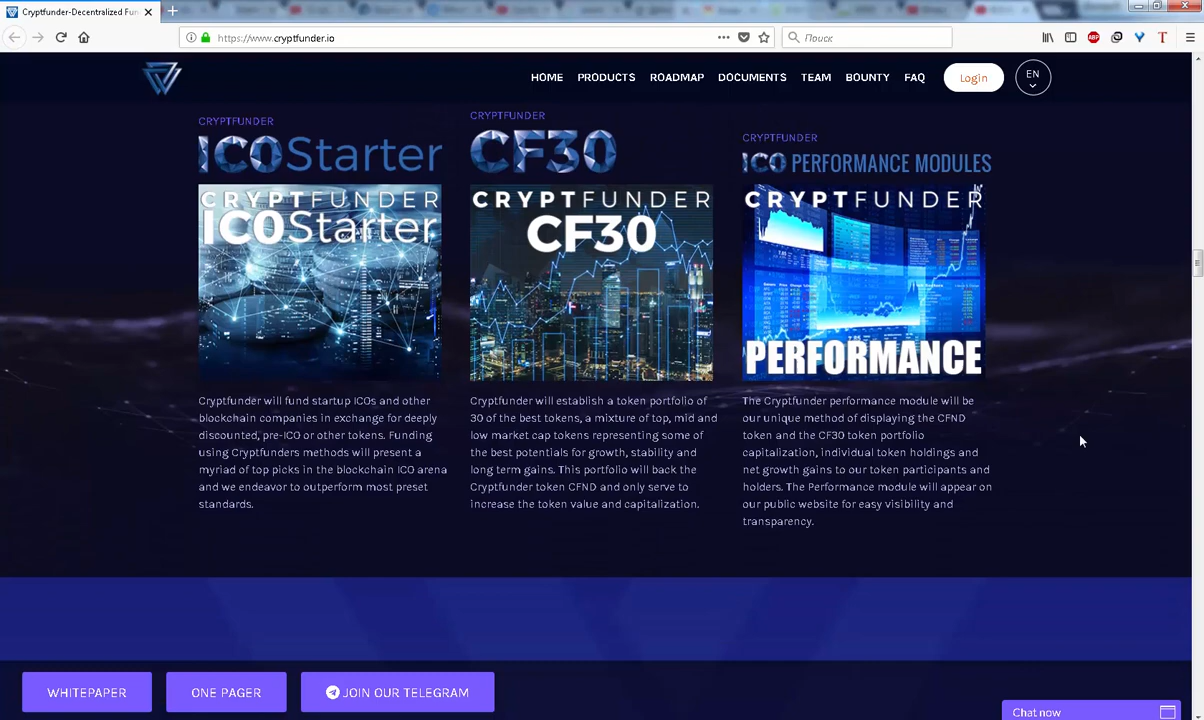 Cryptfunder-Decentralized Fun
https://www.cryptfunder.io
Поиск
HOME PRODUCTS ROADMAP DOCUMENTS TEAM BOUNTY FAQ Login EN
CRYPTFUNDER
ICOStarter
CRYPTFUNDER
ICOStarter
Cryptfunder will fund startup ICOs and other
blockchain companies in exchange for deeply
discounted, pre-ICO or other tokens. Funding
using Cryptfunders methods will present a
myriad of top picks in the blockchain ICO arena
and we endeavor to outperform most preset
standards.
CRYPTFUNDER
CF30
CRYPTFUNDER
CF30
Cryptfunder will establish a token portfolio of
30 of the best tokens, a mixture of top, mid and
low market cap tokens representing some of
the best potentials for growth, stability and
long term gains. This portfolio will back the
Cryptfunder token CFND and only serve to
increase the token value and capitalization.
CRYPTFUNDER
ICO PERFORMANCE MODULES
CRYPTFUNDER
PERFORMANCE
The Cryptfunder performance module will be
our unique method of displaying the CFND
token and the CF30 token portfolio
capitalization, individual token holdings and
net growth gains to our token participants and
holders. The Performance module will appear on
our public website for easy visibility and
transparency.
WHITEPAPER
ONE PAGER
JOIN OUR TELEGRAM
Chat now